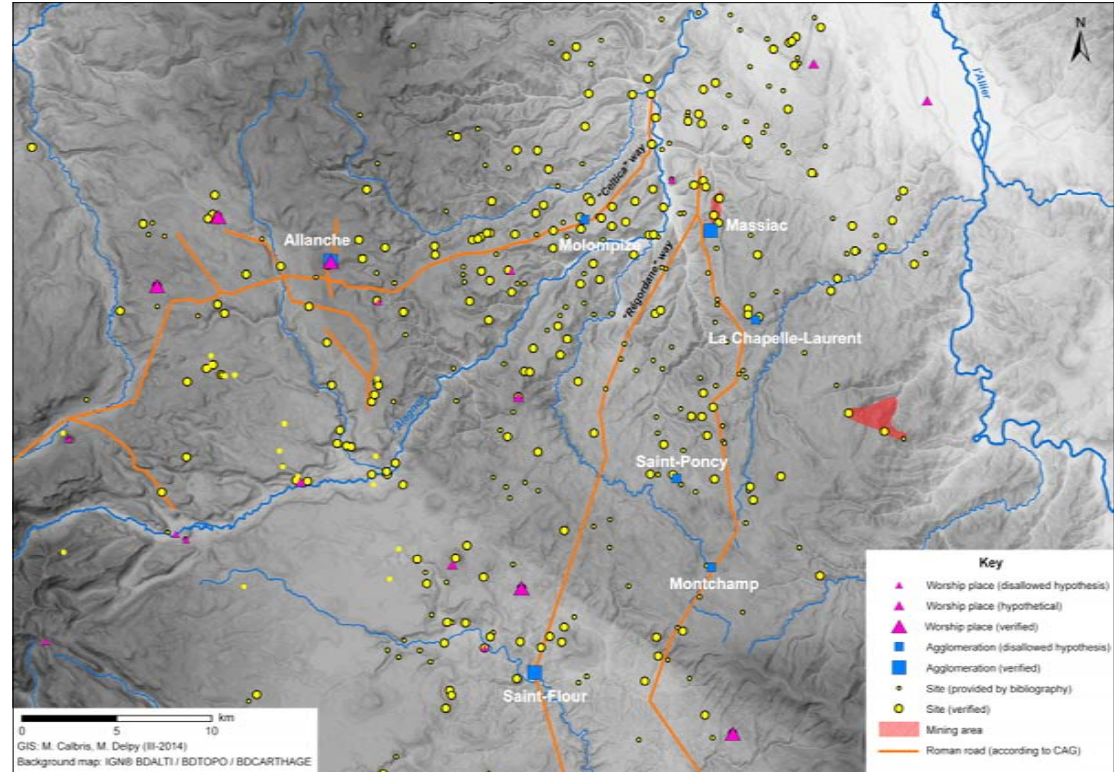 N
l'Allier
"Celtica" way
Allanche
Molompize
Massiac
"Régordane" way
La Chapelle-Laurent
l'Alagnon
Saint-Poncy
Montchamp
Saint-Flour
Key
Worship place (disallowed hypothesis)
Worship place (hypothetical)
Worship place (verified)
Agglomeration (disallowed hypothesis)
Agglomeration (verified)
Site (provided by bibliography)
Site (verified)
Mining area
Roman road (according to CAG)
km
0 5 10
GIS: M. Calbris, M. Delpy (III-2014)
Background map: IGN® BDALTI / BDTOPO / BDCARTHAGE